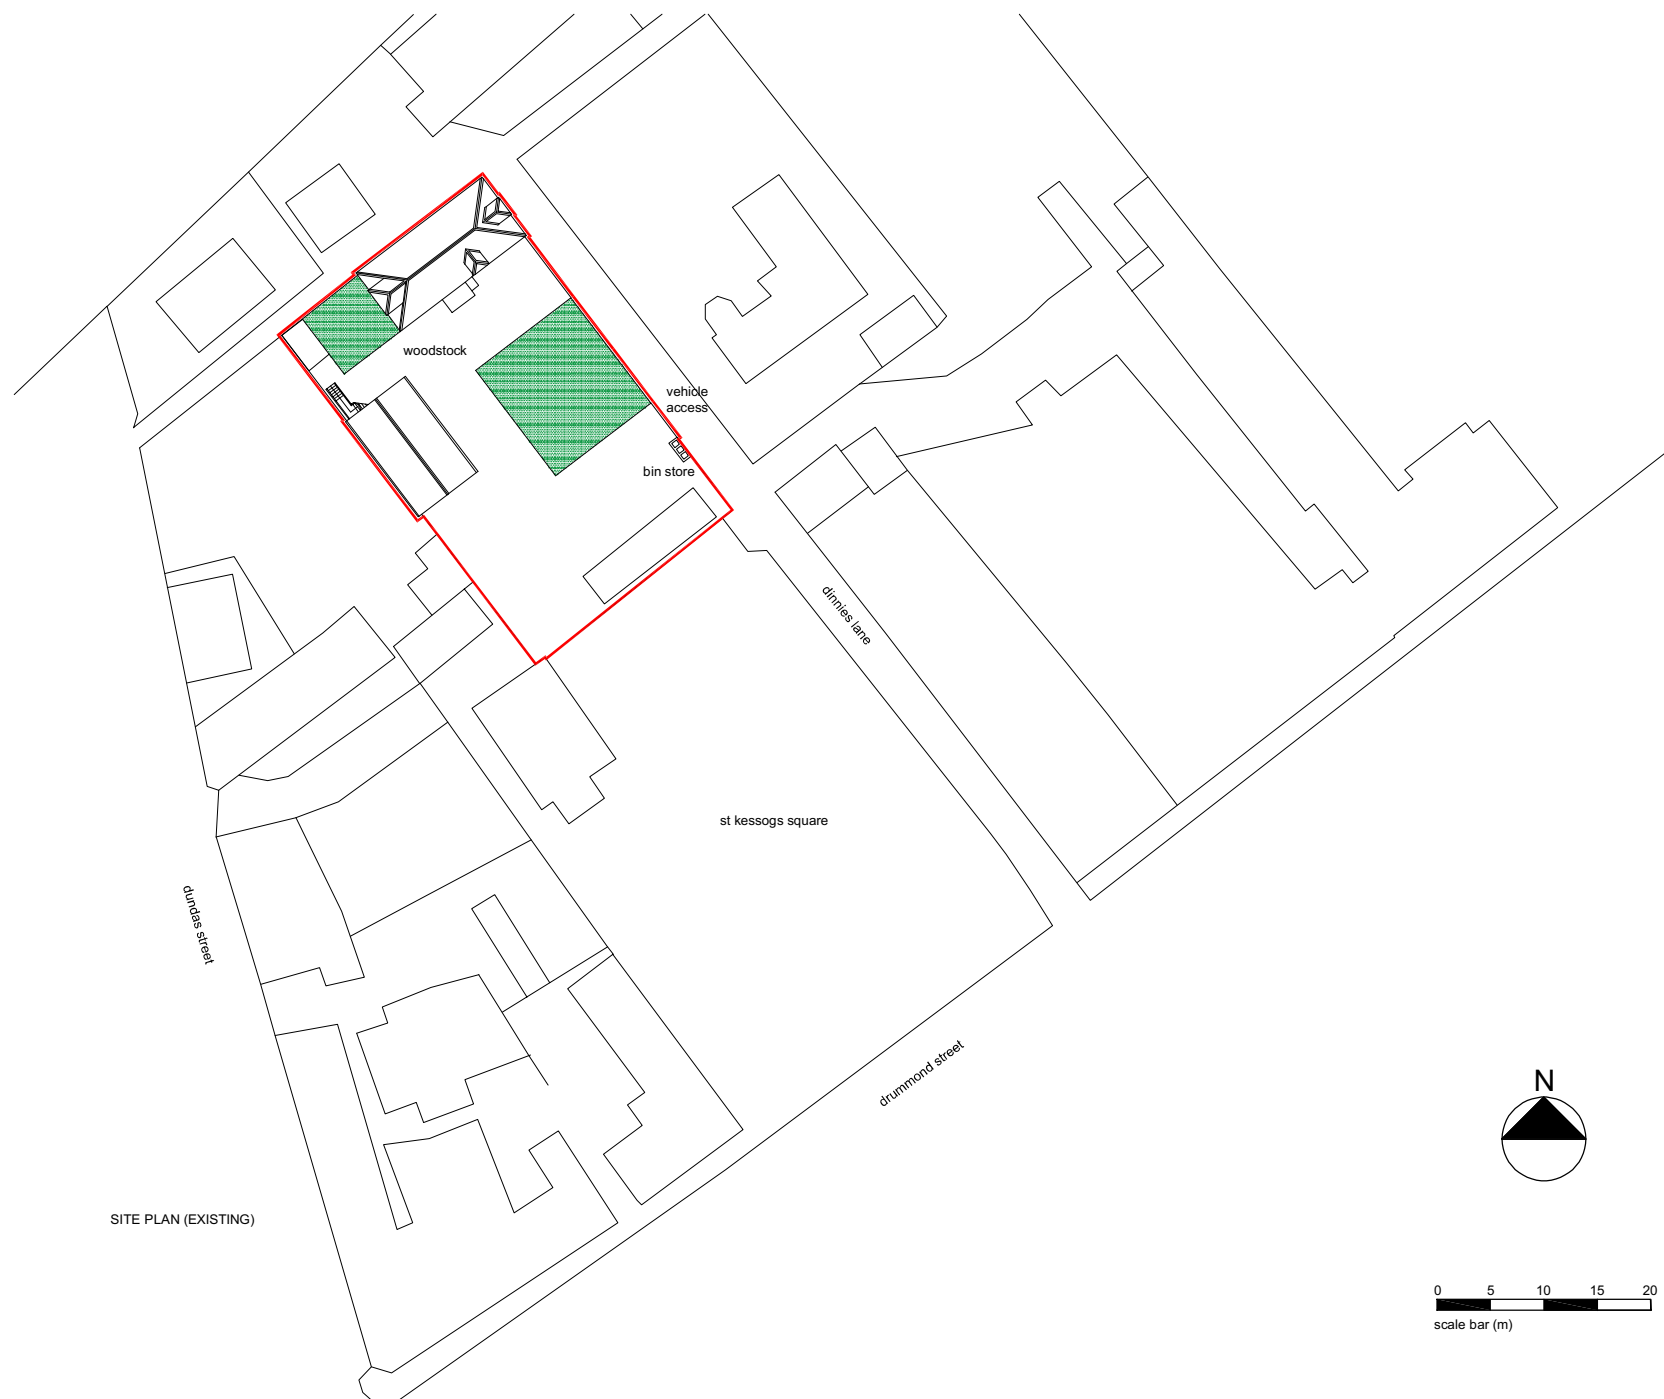 woodstock
vehicle
access
bin store
dinnies lane
st kessogs square
dundas street
drummond street
N
SITE PLAN (EXISTING)
0 5 10 15 20
scale bar (m)